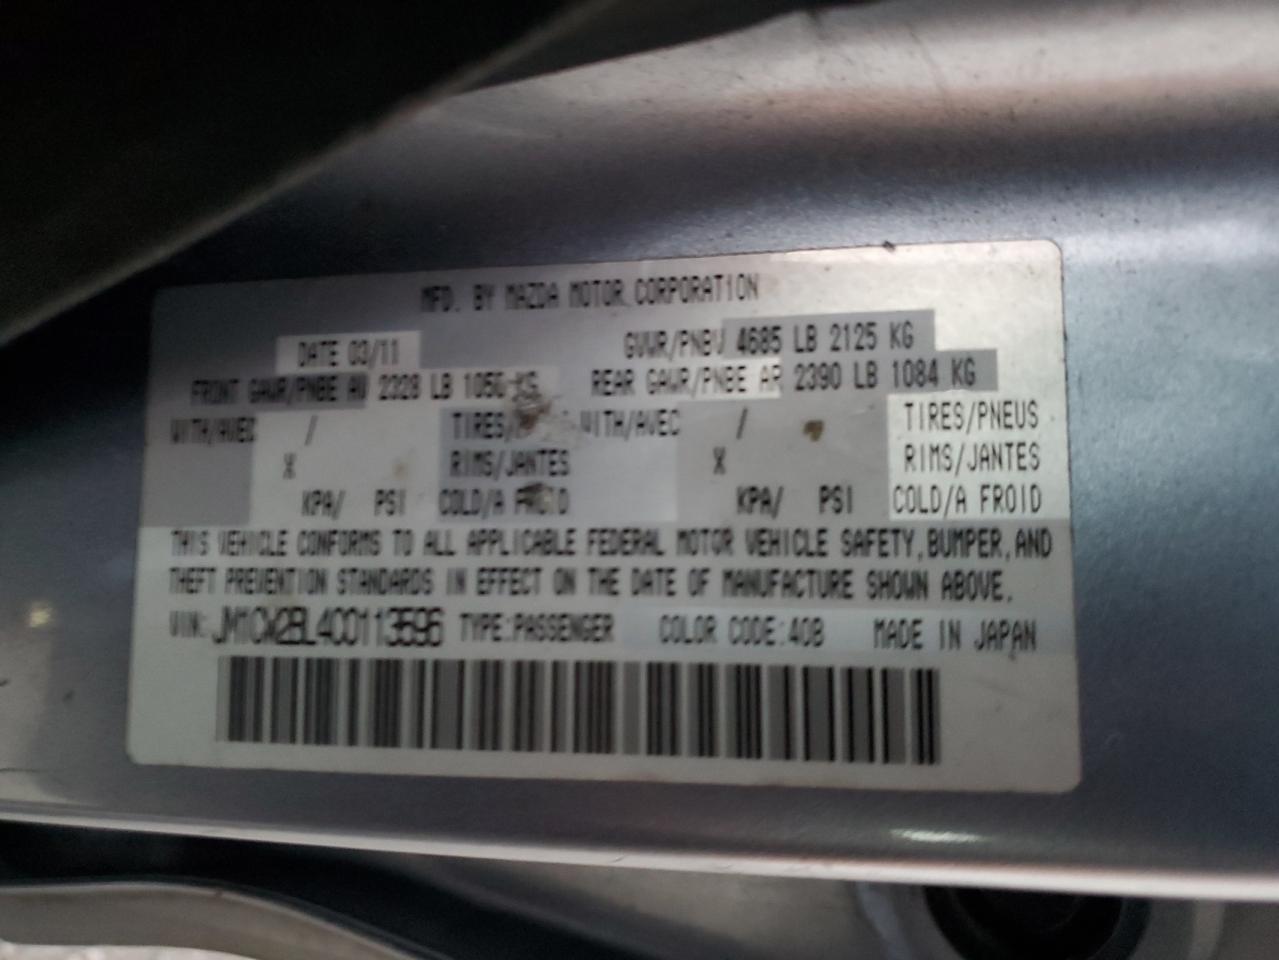 MFD. BY MAZDA MOTOR CORPORATION
DATE 03/11 GVWR/PNBV 4685 LB 2125 KG
FRONT GAWR/PNBE AV 2328 LB 1056 KG REAR GAWR/PNBE AR 2390 LB 1084 KG
WITH/AVEC / TIRES/ WITH/AVEC / TIRES/PNEUS
X RIMS/JANTES X RIMS/JANTES
KPA/ PSI COLD/A FROID KPA/ PSI COLD/A FROID
THIS VEHICLE CONFORMS TO ALL APPLICABLE FEDERAL MOTOR VEHICLE SAFETY, BUMPER, AND
THEFT PREVENTION STANDARDS IN EFFECT ON THE DATE OF MANUFACTURE SHOWN ABOVE.
VIN: JM1CW2BL4C0113596 TYPE:PASSENGER COLOR CODE:40B MADE IN JAPAN